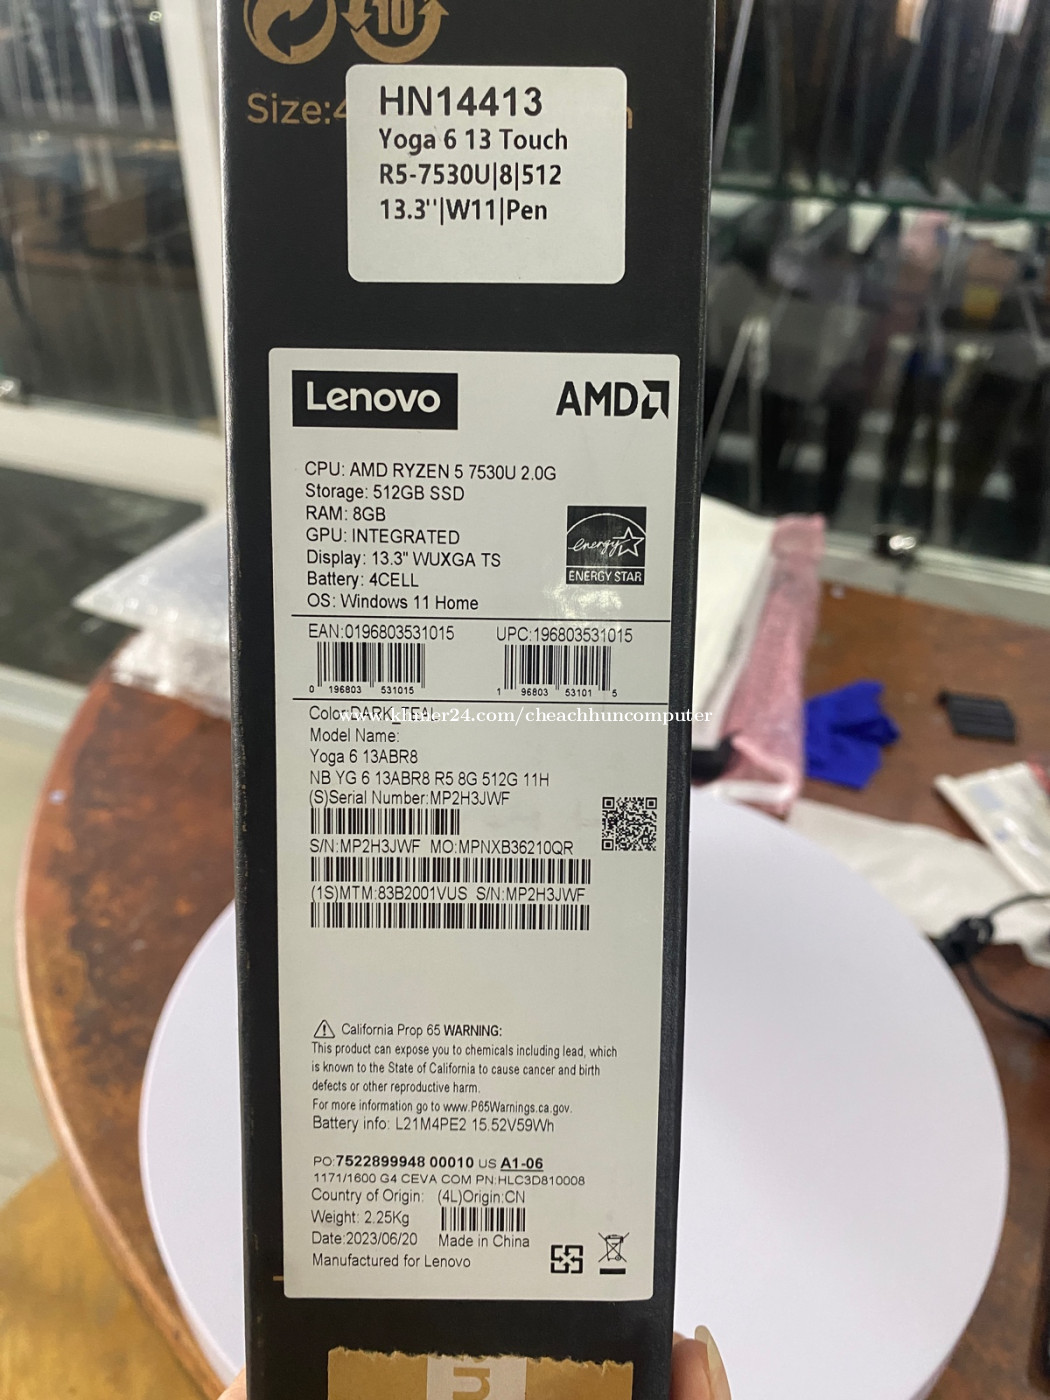 10
Size:4
HN14413
Yoga 6 13 Touch
R5-7530U|8|512
13.3''|W11|Pen
Lenovo
AMD
CPU: AMD RYZEN 5 7530U 2.0G
Storage: 512GB SSD
RAM: 8GB
GPU: INTEGRATED
Display: 13.3" WUXGA TS
Battery: 4CELL
OS: Windows 11 Home
energy
ENERGY STAR
EAN:0196803531015 UPC:196803531015
0 196803 531015 1 96803 53101 5
Color:DARK_TEAL
www.khmer24.com/cheachhuncomputer
Model Name:
Yoga 6 13ABR8
NB YG 6 13ABR8 R5 8G 512G 11H
(S)Serial Number:MP2H3JWF
S/N:MP2H3JWF MO:MPNXB36210QR
(1S)MTM:83B2001VUS S/N:MP2H3JWF
California Prop 65 WARNING:
This product can expose you to chemicals including lead, which
is known to the State of California to cause cancer and birth
defects or other reproductive harm.
For more information go to www.P65Warnings.ca.gov.
Battery info: L21M4PE2 15.52V59Wh
PO:7522899948 00010 US A1-06
1171/1600 G4 CEVA COM PN:HLC3D810008
Country of Origin: (4L)Origin:CN
Weight: 2.25Kg
Date:2023/06/20 Made in China
Manufactured for Lenovo